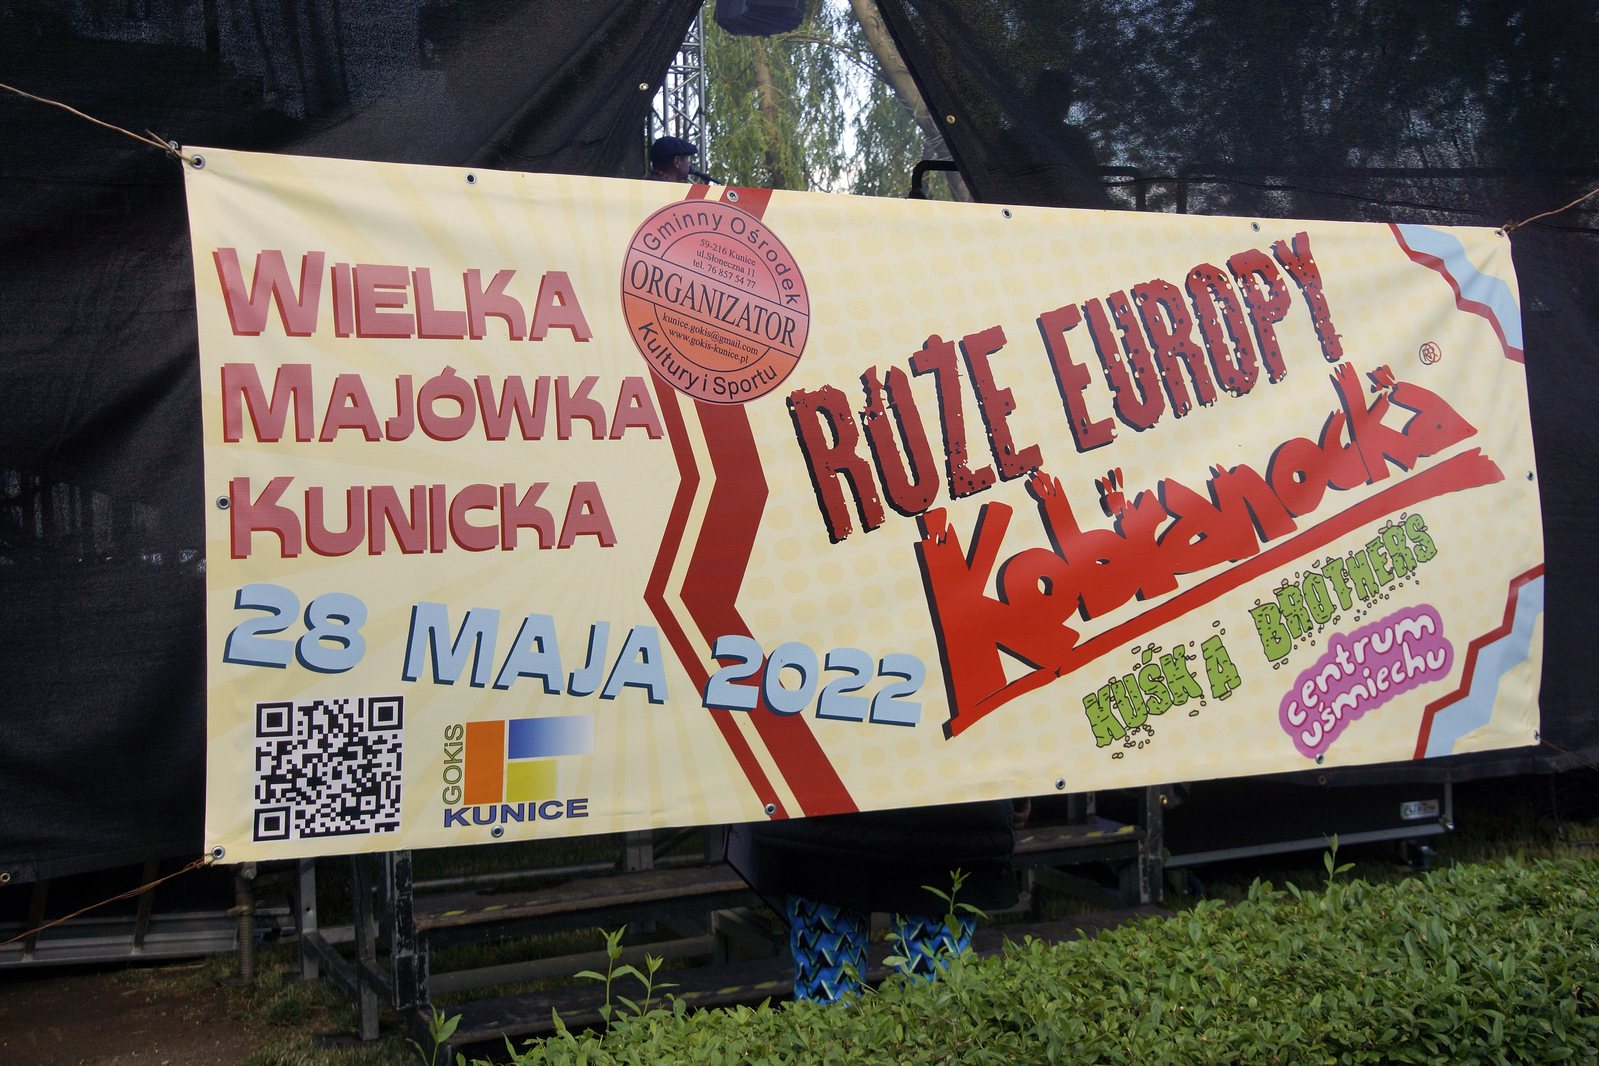 WIELKA
MAJÓWKA
KUNICKA
28 MAJA 2022
GOKiS
KUNICE
Gminny Ośrodek
59-216 Kunice
ul.Słoneczna 11
tel. 76 857 54 77
ORGANIZATOR
kunice.gokis@gmail.com
www.gokis-kunice.pl
Kultury i Sportu
RÓŻE EUROPY
Kobranocka
KUŚKA BROTHERS
centrum
uśmiechu